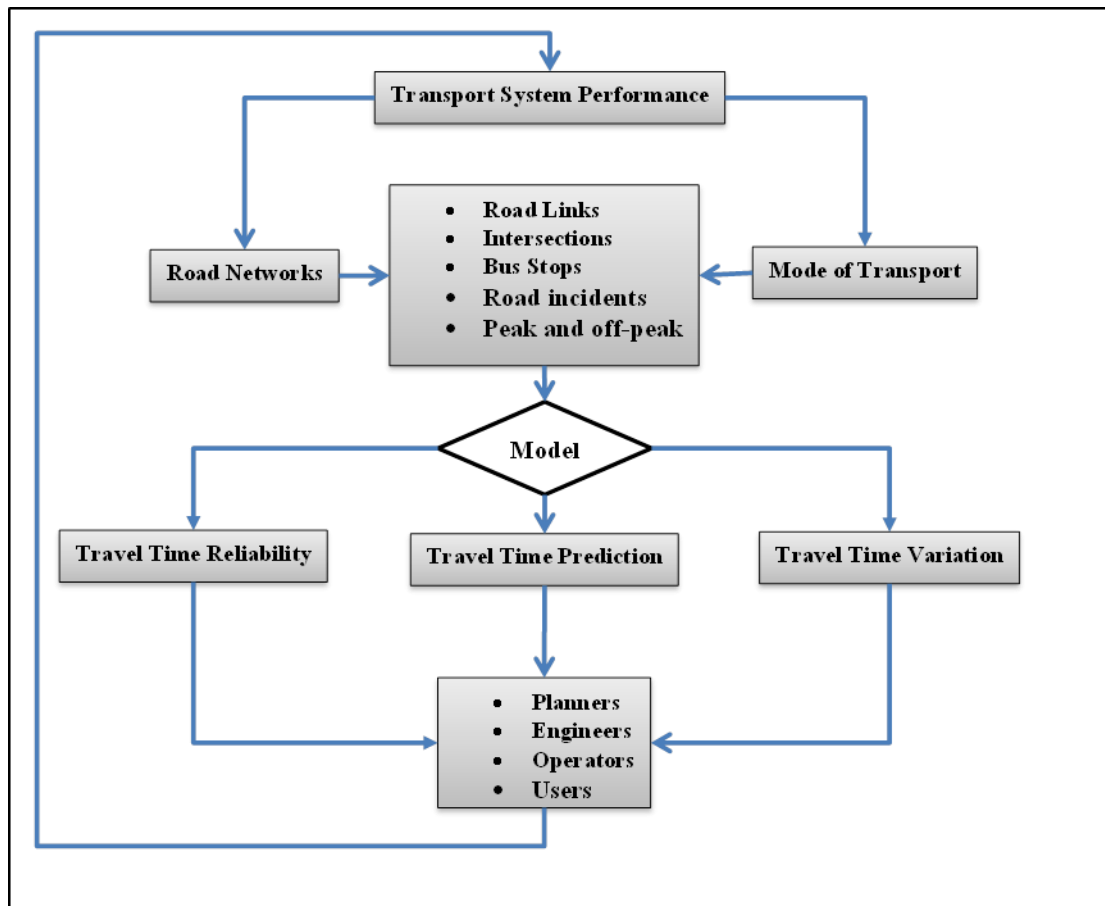 Transport System Performance
• Road Links
• Intersections
• Bus Stops
• Road incidents
• Peak and off-peak
Road Networks
Mode of Transport
Model
Travel Time Reliability
Travel Time Prediction
Travel Time Variation
• Planners
• Engineers
• Operators
• Users